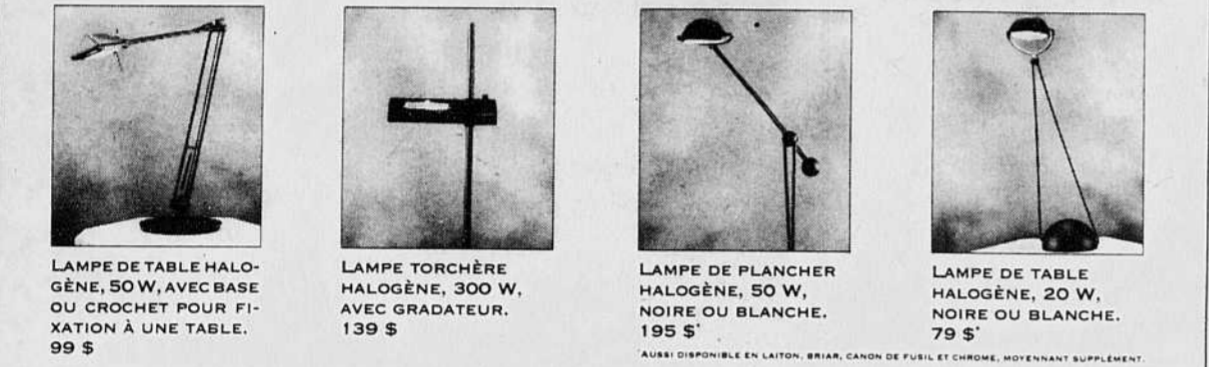 LAMPE DE TABLE HALO-
GÈNE, 50 W, AVEC BASE
OU CROCHET POUR FI-
XATION À UNE TABLE.
99 $
LAMPE TORCHÈRE
HALOGÈNE, 300 W,
AVEC GRADATEUR.
139 $
LAMPE DE PLANCHER
HALOGÈNE, 50 W,
NOIRE OU BLANCHE.
195 $*
LAMPE DE TABLE
HALOGÈNE, 20 W,
NOIRE OU BLANCHE.
79 $*
*AUSSI DISPONIBLE EN LAITON, BRIAR, CANON DE FUSIL ET CHROME, MOYENNANT SUPPLÉMENT.